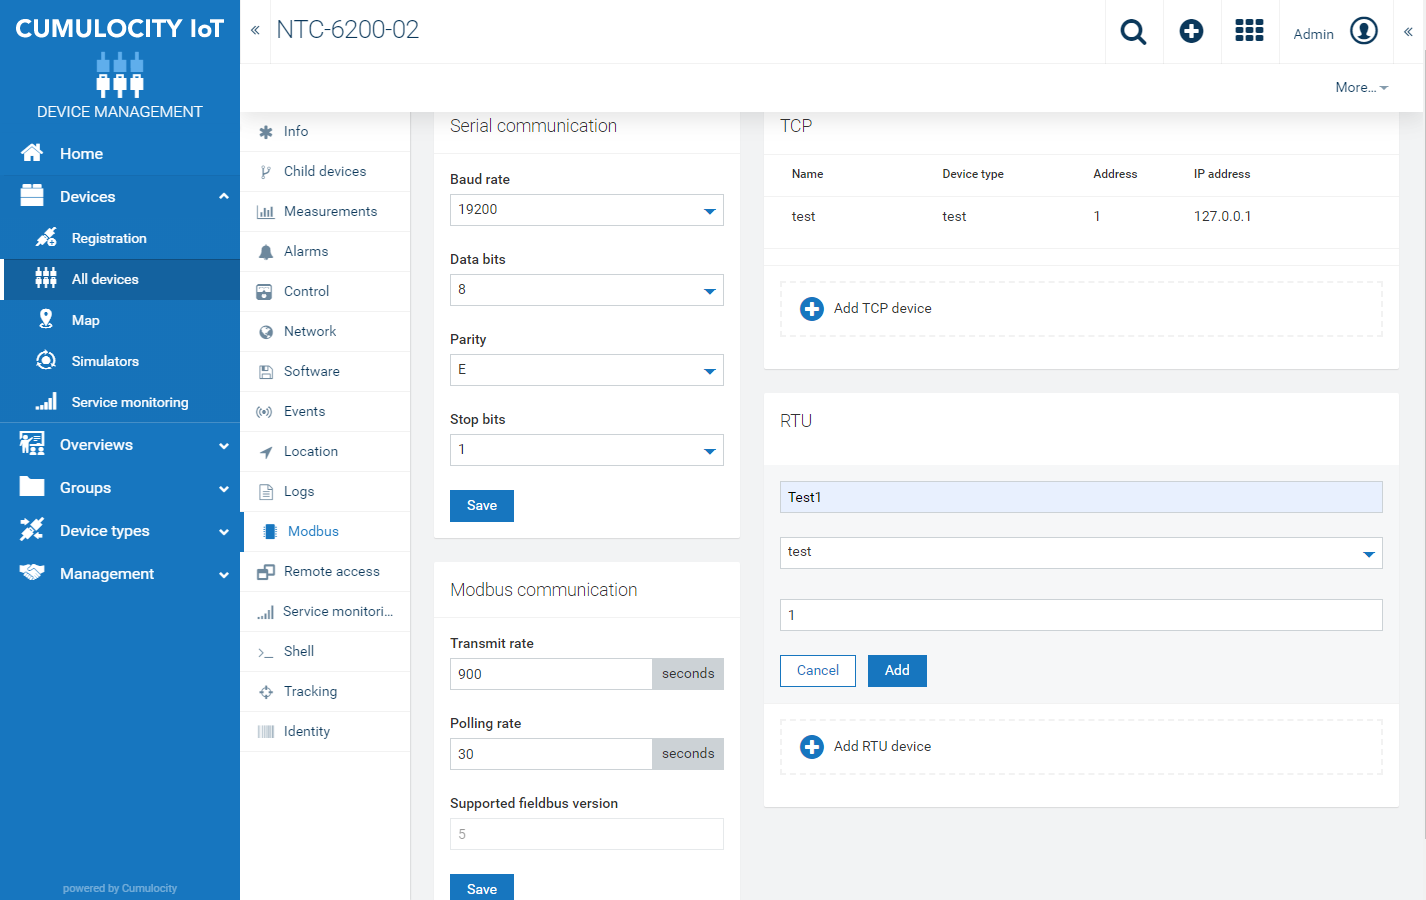 CUMULOCITY IoT
DEVICE MANAGEMENT
Home
Devices
Registration
All devices
Map
Simulators
Service monitoring
Overviews
Groups
Device types
Management
powered by Cumulocity
NTC-6200-02
Admin
More...
Info
Child devices
Measurements
Alarms
Control
Network
Software
Events
Location
Logs
Modbus
Remote access
Service monitori...
Shell
Tracking
Identity
Serial communication
Baud rate
19200
Data bits
8
Parity
E
Stop bits
1
Save
Modbus communication
Transmit rate
900 seconds
Polling rate
30 seconds
Supported fieldbus version
5
Save
TCP
Name Device type Address IP address
test test 1 127.0.0.1
Add TCP device
RTU
Test1
test
1
Cancel Add
Add RTU device